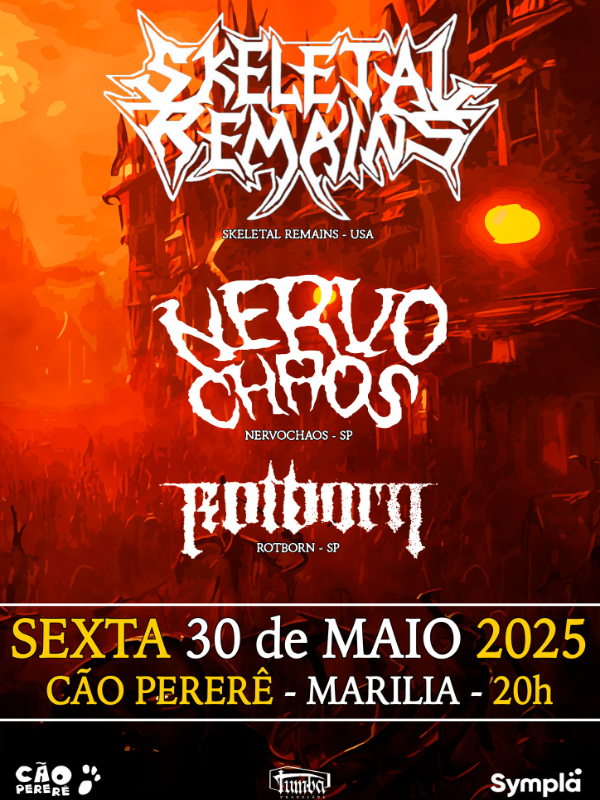 SKELETAL
REMAINS
SKELETAL REMAINS - USA
NERVO
CHAOS
NERVOCHAOS - SP
Rotborn
ROTBORN - SP
SEXTA 30 de MAIO 2025
CÃO PERERÊ - MARILIA - 20h
CÃO
PERERÊ
Tumba
Sympla